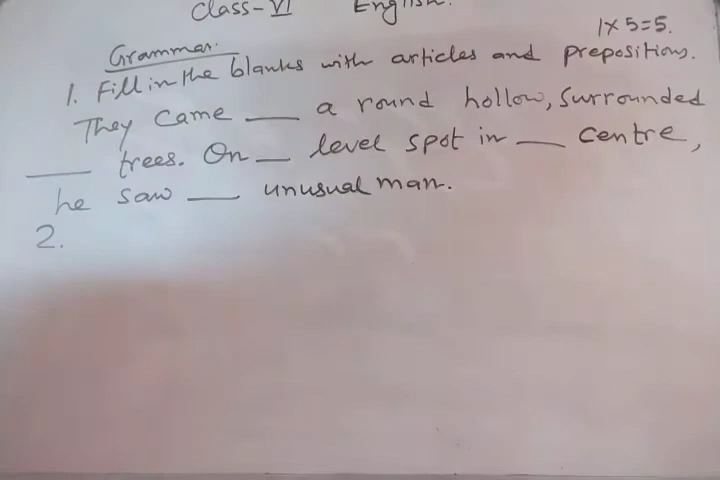 Class-VI English.
1×5=5.
Grammar.
1. Fill in the blanks with articles and prepositions.
They came ___ a round hollow, surrounded
___ trees. On ___ level spot in ___ centre,
he saw ___ unusual man.
2.